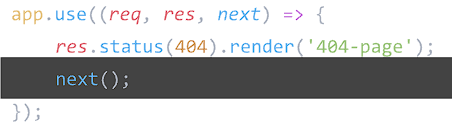 app.use((req, res, next) => {
    res.status(404).render('404-page');
    next();
});